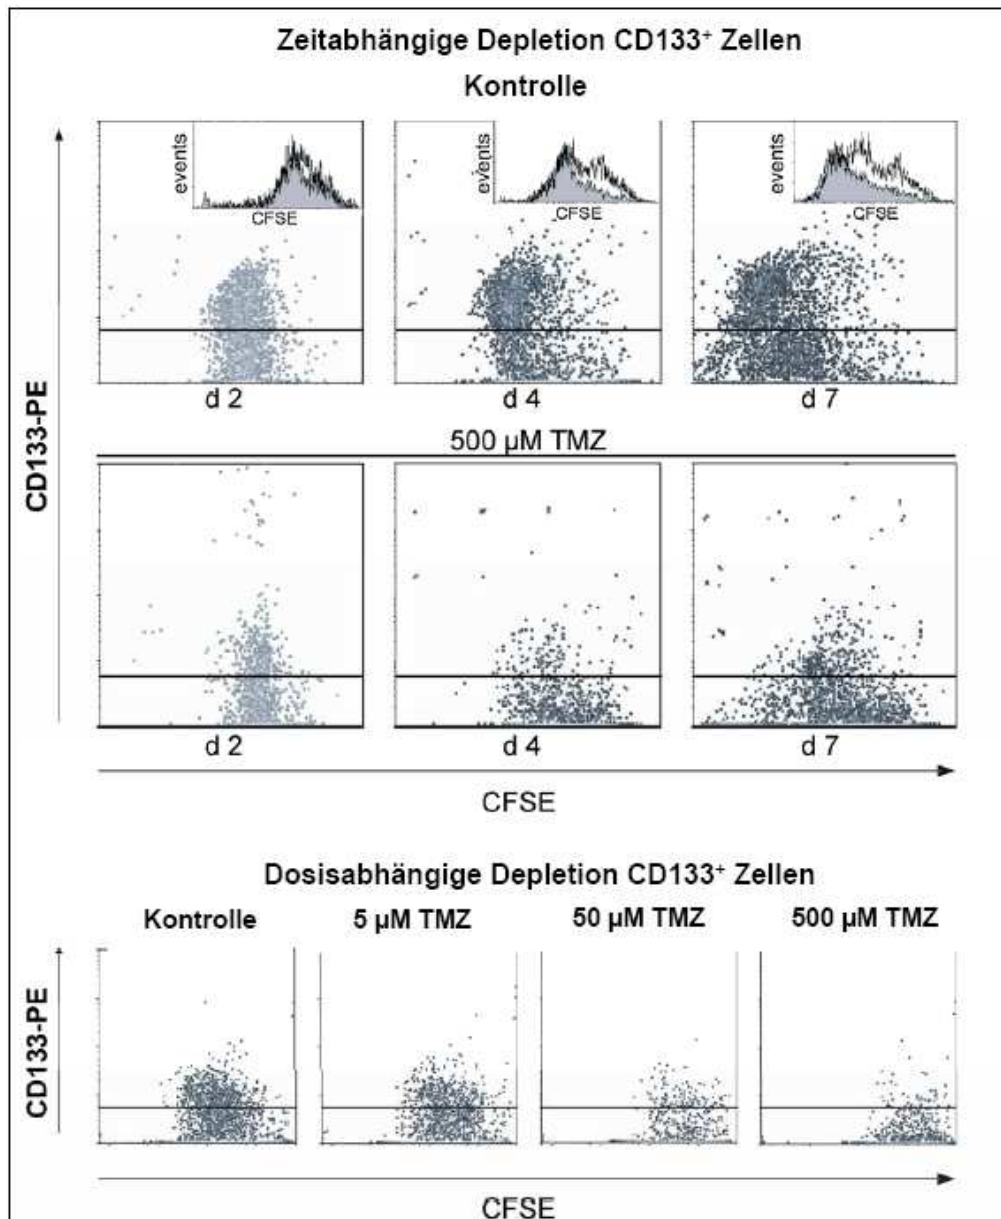 Zeitabhängige Depletion CD133⁺ Zellen
Kontrolle
events
CFSE
events
CFSE
events
CFSE
d 2
d 4
d 7
500 µM TMZ
CD133-PE
d 2
d 4
d 7
CFSE
Dosisabhängige Depletion CD133⁺ Zellen
Kontrolle
5 µM TMZ
50 µM TMZ
500 µM TMZ
CD133-PE
CFSE